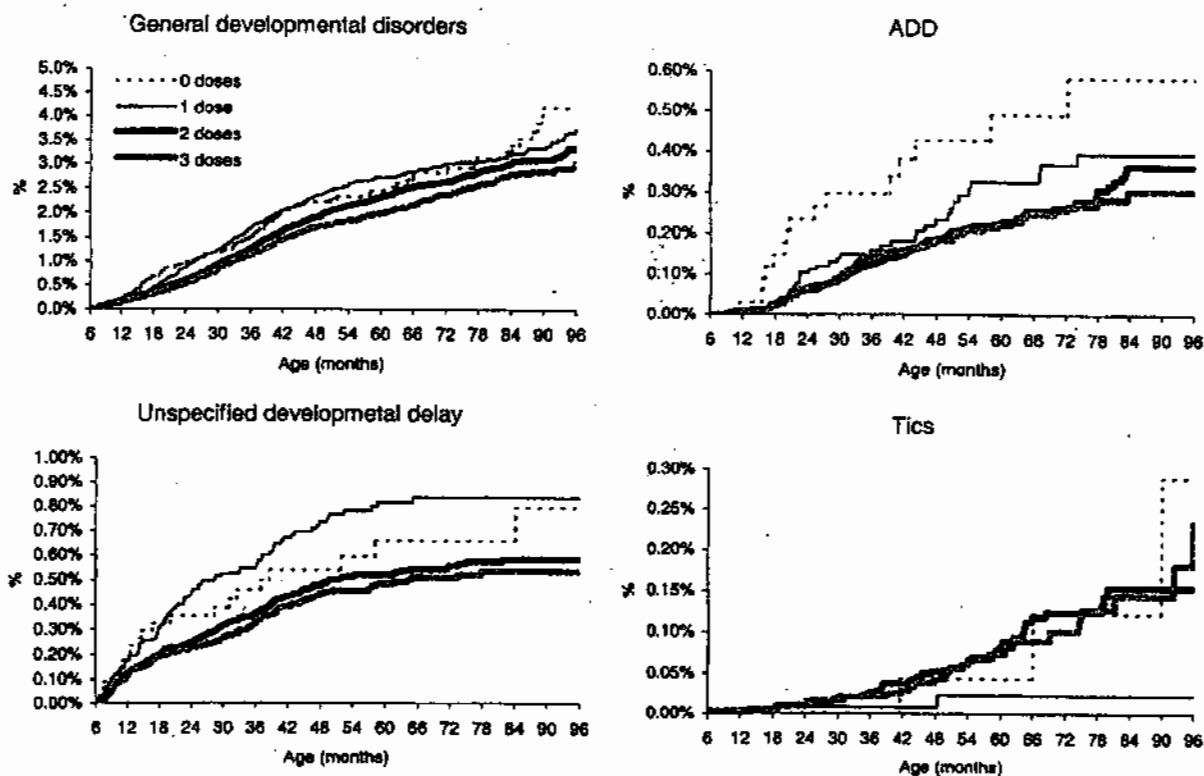 General developmental disorders
5.0%
4.5%
4.0%
3.5%
3.0%
2.5%
2.0%
1.5%
1.0%
0.5%
0.0%
%
0 doses
1 dose
2 doses
3 doses
6 12 18 24 30 36 42 48 54 60 66 72 78 84 90 96
Age (months)
ADD
0.60%
0.50%
0.40%
0.30%
0.20%
0.10%
0.00%
%
6 12 18 24 30 36 42 48 54 60 66 72 78 84 90 96
Age (months)
Unspecified developmetal delay
1.00%
0.90%
0.80%
0.70%
0.60%
0.50%
0.40%
0.30%
0.20%
0.10%
0.00%
%
6 12 18 24 30 36 42 48 54 60 66 72 78 84 90 96
Age (months)
Tics
0.30%
0.25%
0.20%
0.15%
0.10%
0.05%
0.00%
%
6 12 18 24 30 36 42 48 54 60 66 72 78 84 90 96
Age (months)